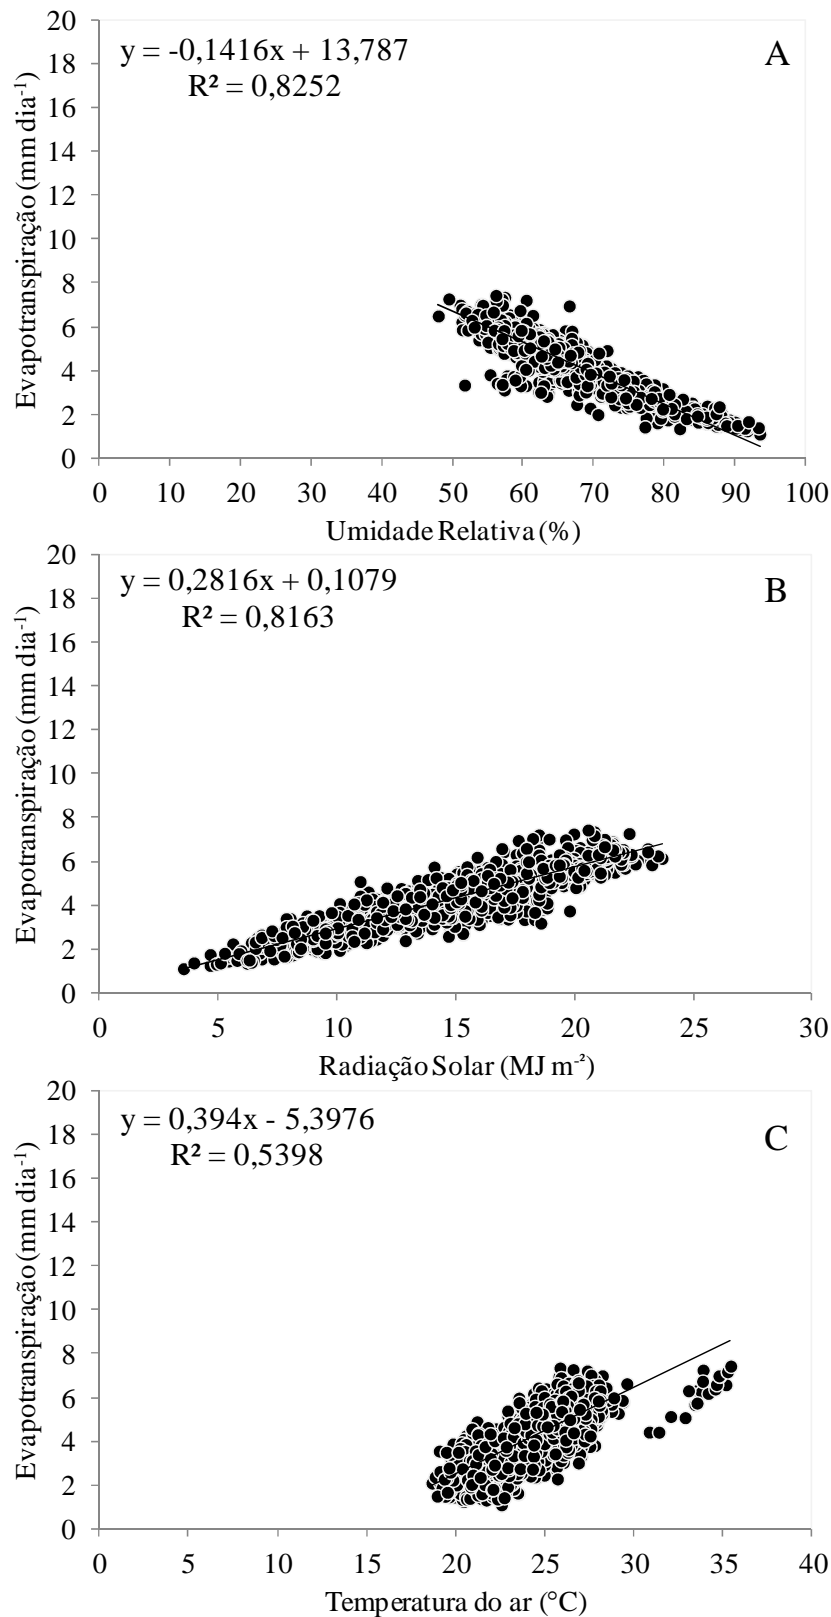 y = -0,1416x + 13,787
R² = 0,8252
A
Evapotranspiração (mm dia⁻¹)
20
18
16
14
12
10
8
6
4
2
0
0 10 20 30 40 50 60 70 80 90 100
Umidade Relativa (%)
y = 0,2816x + 0,1079
R² = 0,8163
B
Evapotranspiração (mm dia⁻¹)
20
18
16
14
12
10
8
6
4
2
0
0 5 10 15 20 25 30
Radiação Solar (MJ m⁻²)
y = 0,394x - 5,3976
R² = 0,5398
C
Evapotranspiração (mm dia⁻¹)
20
18
16
14
12
10
8
6
4
2
0
0 5 10 15 20 25 30 35 40
Temperatura do ar (°C)